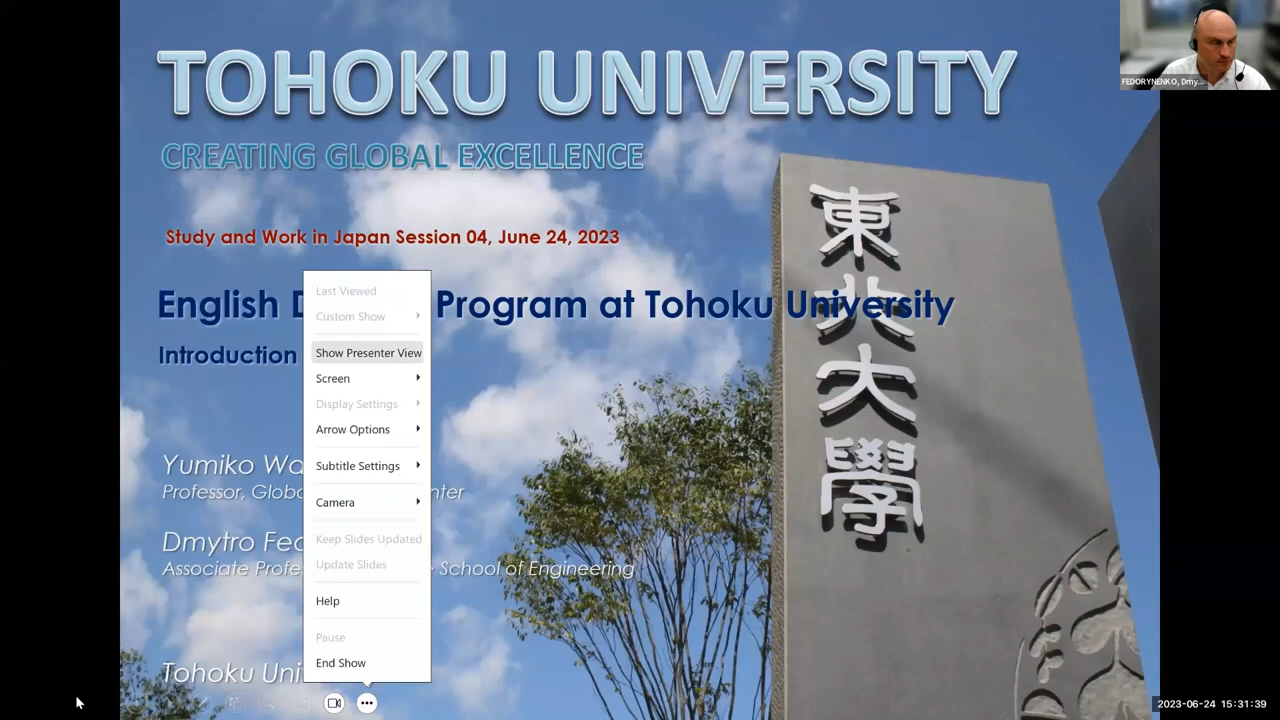 TOHOKU UNIVERSITY
CREATING GLOBAL EXCELLENCE
FEDORYNENKO, Dmy...
Study and Work in Japan Session 04, June 24, 2023
English D Program at Tohoku University
Introduction
東北大學
Last Viewed
Custom Show
Show Presenter View
Screen
Display Settings
Arrow Options
Subtitle Settings
Camera
Keep Slides Updated
Update Slides
Help
Pause
End Show
Yumiko Wa
Professor, Globa nter
Dmytro Fed
Associate Profe School of Engineering
Tohoku Uni
2023-06-24 15:31:39